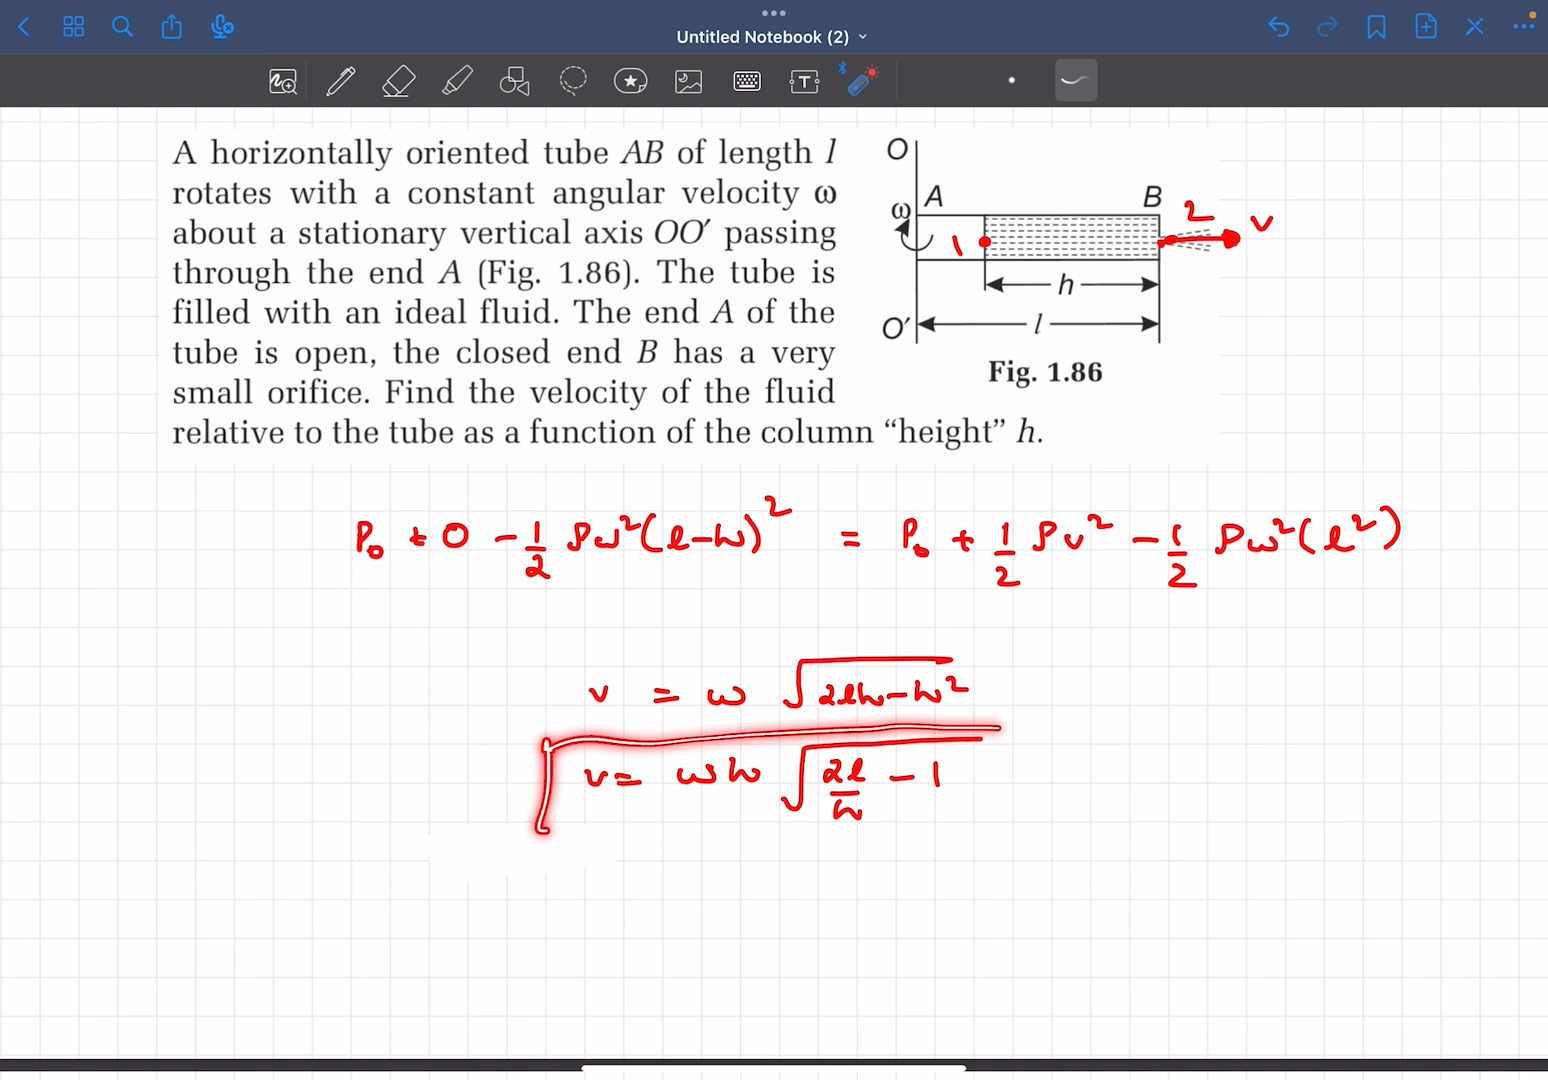 Untitled Notebook (2)
A horizontally oriented tube AB of length l
rotates with a constant angular velocity ω
about a stationary vertical axis OO′ passing
through the end A (Fig. 1.86). The tube is
filled with an ideal fluid. The end A of the
tube is open, the closed end B has a very
small orifice. Find the velocity of the fluid
relative to the tube as a function of the column “height” h.
O
A
B
ω
1
2
v
h
O′
l
Fig. 1.86
P₀ + 0 - 1/2 ρω²(l-h)² = P₀ + 1/2 ρv² - 1/2 ρω²(l²)
v = ω √(2lh-h²)
v = ωh √(2l/h - 1)